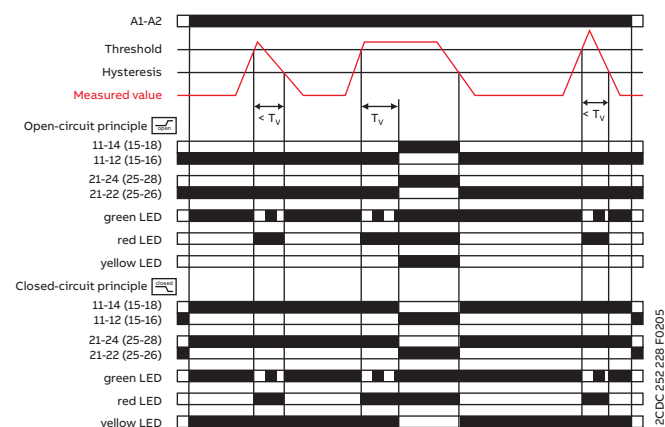 A1-A2
Threshold
Hysteresis
Measured value
< Tv
Tv
< Tv
Open-circuit principle open
11-14 (15-18)
11-12 (15-16)
21-24 (25-28)
21-22 (25-26)
green LED
red LED
yellow LED
Closed-circuit principle closed
11-14 (15-18)
11-12 (15-16)
21-24 (25-28)
21-22 (25-26)
green LED
red LED
yellow LED
2CDC 252 228 F0205